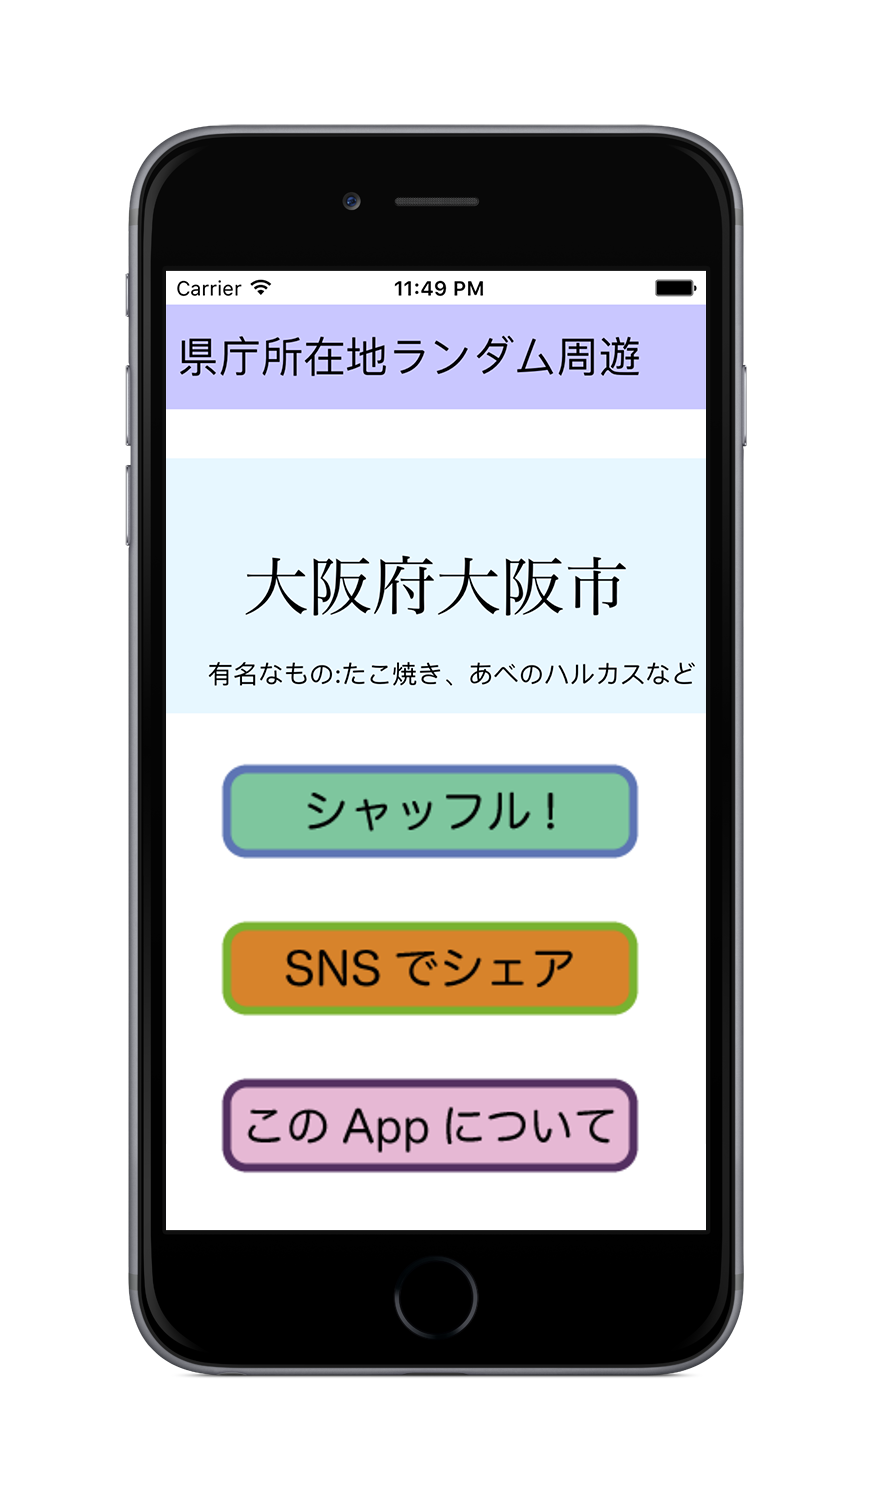 Carrier 11:49 PM
県庁所在地ランダム周遊
大阪府大阪市
有名なもの:たこ焼き、あべのハルカスなど
シャッフル！
SNS でシェア
この App について